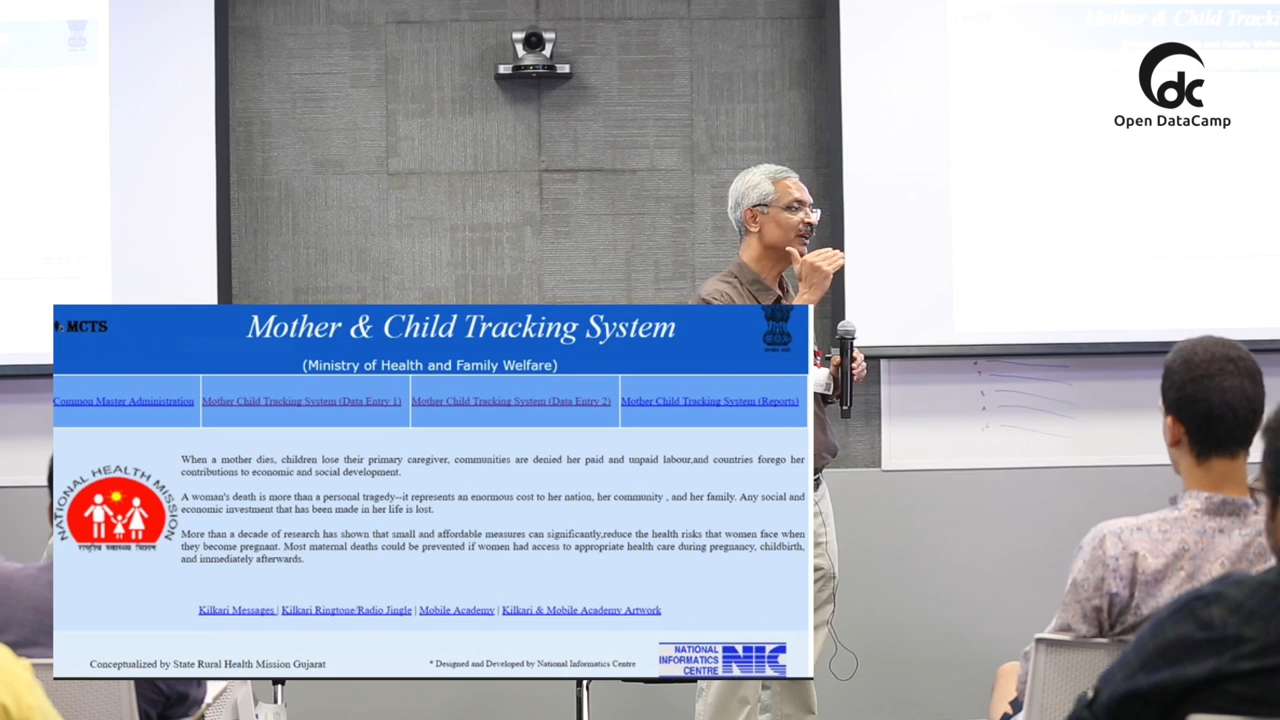 Mother & Child Tracki
Open DataCamp
MCTS
Mother & Child Tracking System
(Ministry of Health and Family Welfare)
Common Master Administration
Mother Child Tracking System (Data Entry 1)
Mother Child Tracking System (Data Entry 2)
Mother Child Tracking System (Reports)
NATIONAL HEALTH MISSION
राष्ट्रीय स्वास्थ्य मिशन
When a mother dies, children lose their primary caregiver, communities are denied her paid and unpaid labour,and countries forego her
contributions to economic and social development.
A woman's death is more than a personal tragedy--it represents an enormous cost to her nation, her community , and her family. Any social and
economic investment that has been made in her life is lost.
More than a decade of research has shown that small and affordable measures can significantly,reduce the health risks that women face when
they become pregnant. Most maternal deaths could be prevented if women had access to appropriate health care during pregnancy, childbirth,
and immediately afterwards.
Kilkari Messages | Kilkari Ringtone/Radio Jingle | Mobile Academy | Kilkari & Mobile Academy Artwork
Conceptualized by State Rural Health Mission Gujarat
* Designed and Developed by National Informatics Centre
NATIONAL
INFORMATICS
CENTRE
NIC